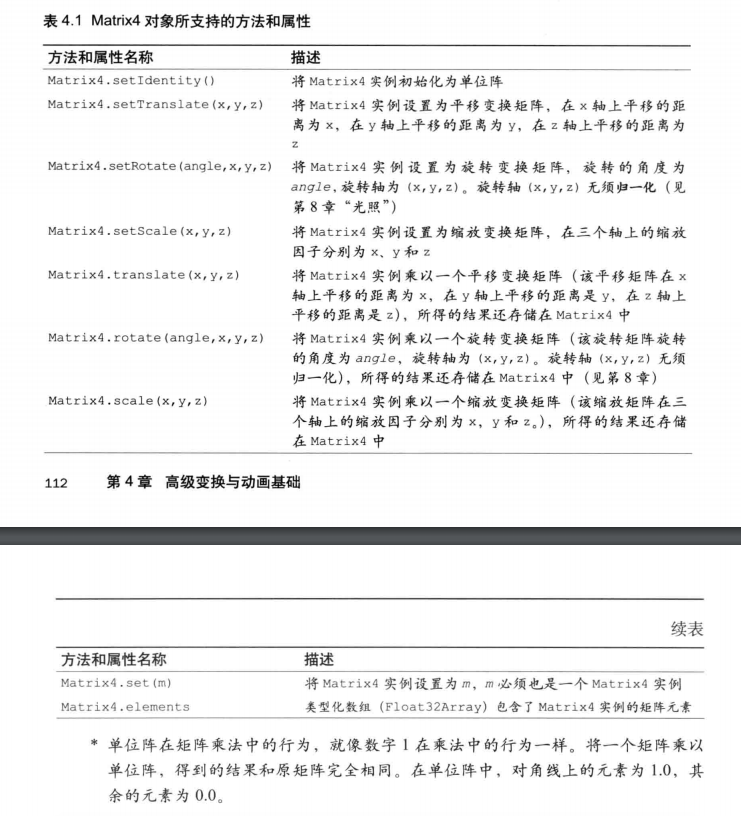 表 4.1 Matrix4 对象所支持的方法和属性
方法和属性名称 描述
Matrix4.setIdentity() 将 Matrix4 实例初始化为单位阵
Matrix4.setTranslate(x,y,z) 将 Matrix4 实例设置为平移变换矩阵，在 x 轴上平移的距
离为 x，在 y 轴上平移的距离为 y，在 z 轴上平移的距离为
z
Matrix4.setRotate(angle,x,y,z) 将 Matrix4 实例设置为旋转变换矩阵，旋转的角度为
angle，旋转轴为 (x,y,z)。旋转轴 (x,y,z) 无须归一化（见
第 8 章“光照”）
Matrix4.setScale(x,y,z) 将 Matrix4 实例设置为缩放变换矩阵，在三个轴上的缩放
因子分别为 x、y 和 z
Matrix4.translate(x,y,z) 将 Matrix4 实例乘以一个平移变换矩阵（该平移矩阵在 x
轴上平移的距离为 x，在 y 轴上平移的距离是 y，在 z 轴上
平移的距离是 z），所得的结果还存储在 Matrix4 中
Matrix4.rotate(angle,x,y,z) 将 Matrix4 实例乘以一个旋转变换矩阵（该旋转矩阵旋转
的角度为 angle，旋转轴为 (x,y,z)。旋转轴 (x,y,z) 无须
归一化），所得的结果还存储在 Matrix4 中（见第 8 章）
Matrix4.scale(x,y,z) 将 Matrix4 实例乘以一个缩放变换矩阵（该缩放矩阵在三
个轴上的缩放因子分别为 x，y 和 z。），所得的结果还存储
在 Matrix4 中
112 第 4 章 高级变换与动画基础
续表
方法和属性名称 描述
Matrix4.set(m) 将 Matrix4 实例设置为 m，m 必须也是一个 Matrix4 实例
Matrix4.elements 类型化数组（Float32Array）包含了 Matrix4 实例的矩阵元素
* 单位阵在矩阵乘法中的行为，就像数字 1 在乘法中的行为一样。将一个矩阵乘以
单位阵，得到的结果和原矩阵完全相同。在单位阵中，对角线上的元素为 1.0，其
余的元素为 0.0。